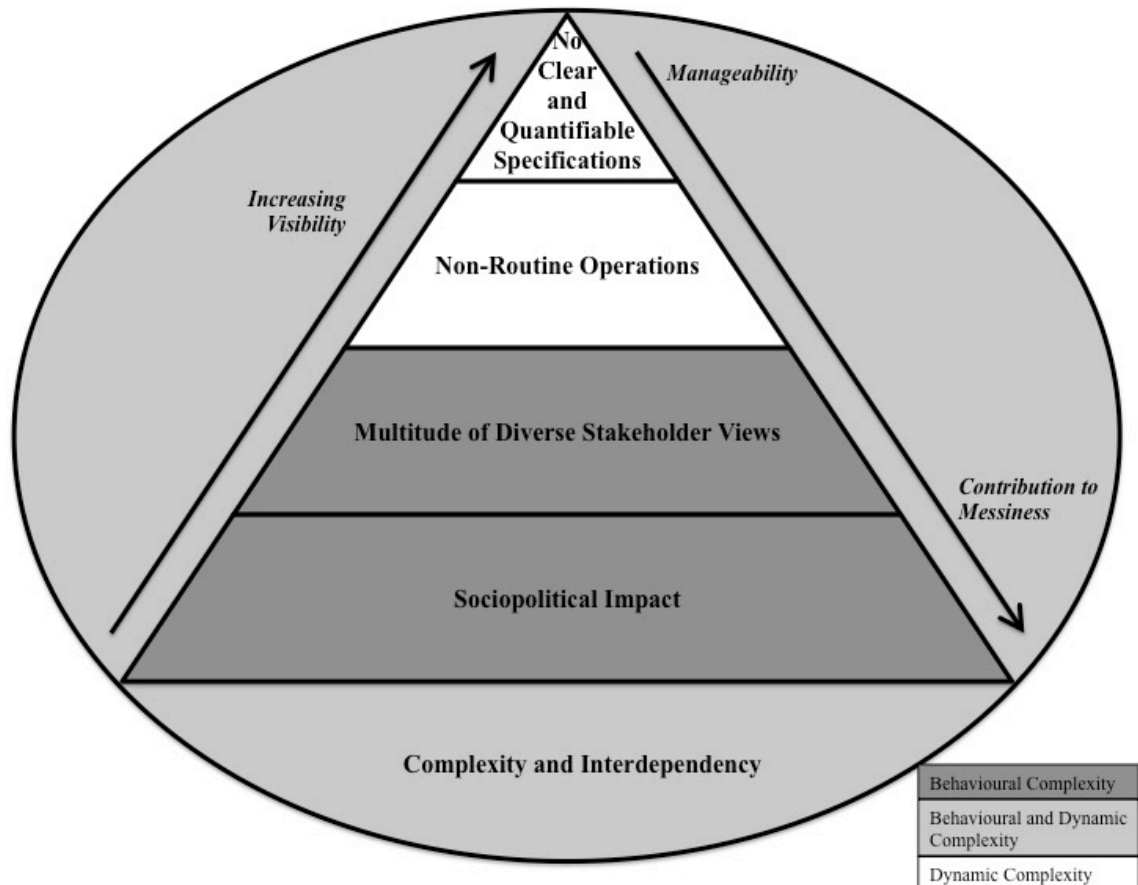 No
Clear
and
Quantifiable
Specifications
Manageability
Increasing
Visibility
Non-Routine Operations
Multitude of Diverse Stakeholder Views
Contribution to
Messiness
Sociopolitical Impact
Complexity and Interdependency
Behavioural Complexity
Behavioural and Dynamic
Complexity
Dynamic Complexity